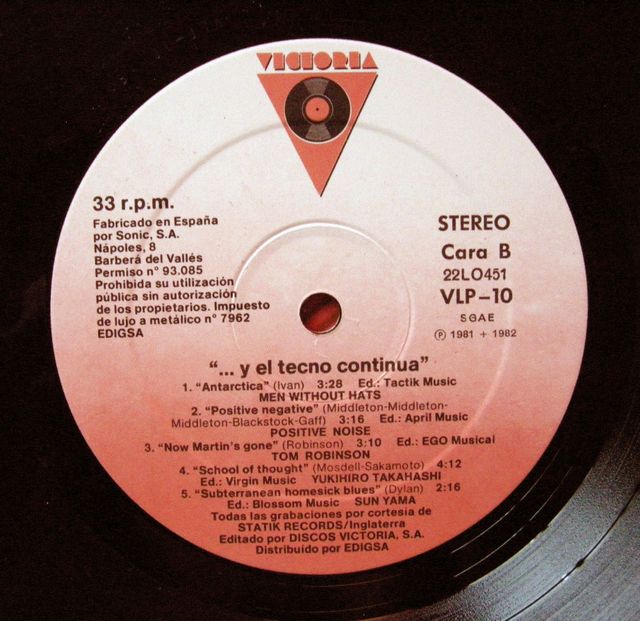 VICTORIA
33 r.p.m.
Fabricado en España
por Sonic, S.A.
Nápoles, 8
Barberá del Vallés
Permiso n° 93.085
Prohibida su utilización
pública sin autorización
de los propietarios. Impuesto
de lujo a metálico n° 7962
EDIGSA
STEREO
Cara B
22LO451
VLP-10
SGAE
Ⓟ 1981 + 1982
"... y el tecno continua"
1. "Antarctica" (Ivan) 3:28 Ed.: Tactik Music
MEN WITHOUT HATS
2. "Positive negative" (Middleton-Middleton-
Middleton-Blackstock-Gaff) 3:16 Ed.: April Music
POSITIVE NOISE
3. "Now Martin's gone" (Robinson) 3:10 Ed.: EGO Musical
TOM ROBINSON
4. "School of thought" (Mosdell-Sakamoto) 4:12
Ed.: Virgin Music YUKIHIRO TAKAHASHI
5. "Subterranean homesick blues" (Dylan) 2:16
Ed.: Blossom Music SUN YAMA
Todas las grabaciones por cortesia de
STATIK RECORDS/Inglaterra
Editado por DISCOS VICTORIA, S.A.
Distribuido por EDIGSA